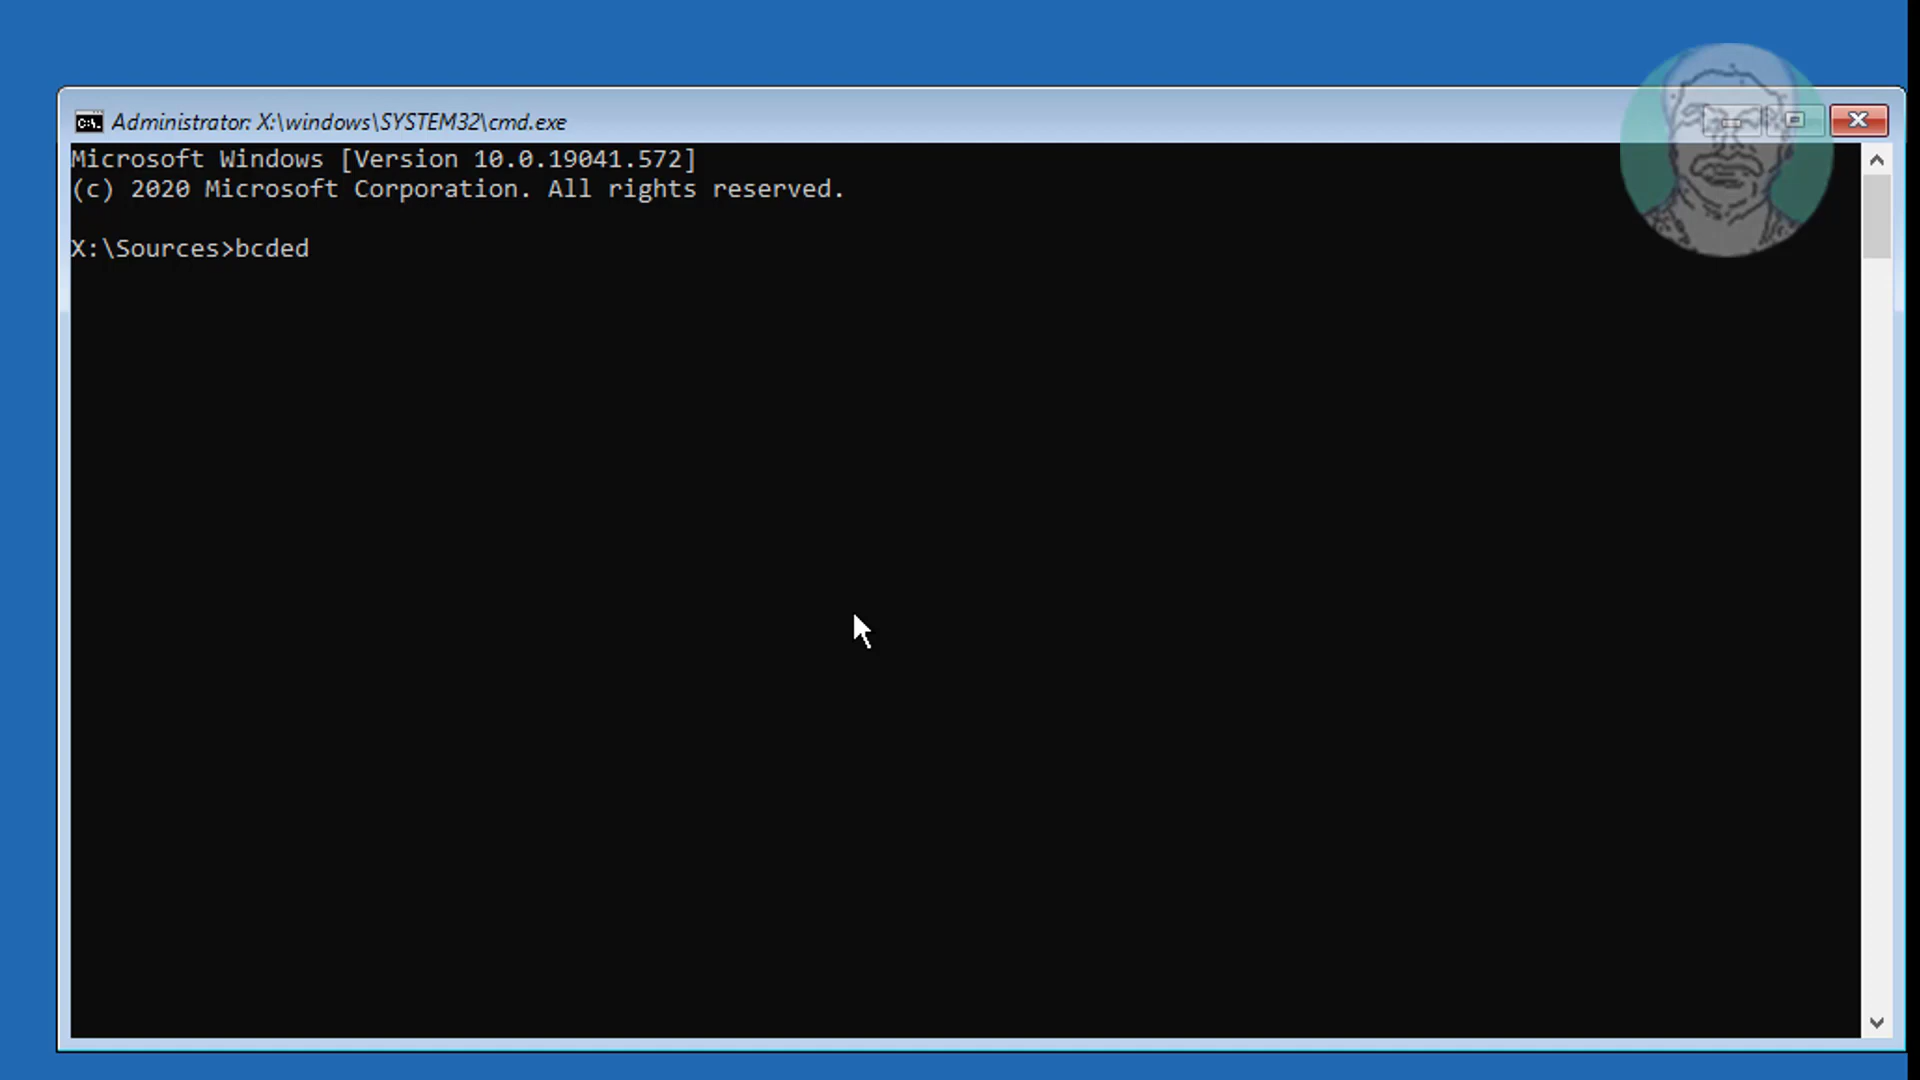 Administrator: X:\windows\SYSTEM32\cmd.exe
Microsoft Windows [Version 10.0.19041.572]
(c) 2020 Microsoft Corporation. All rights reserved.
X:\Sources>bcded